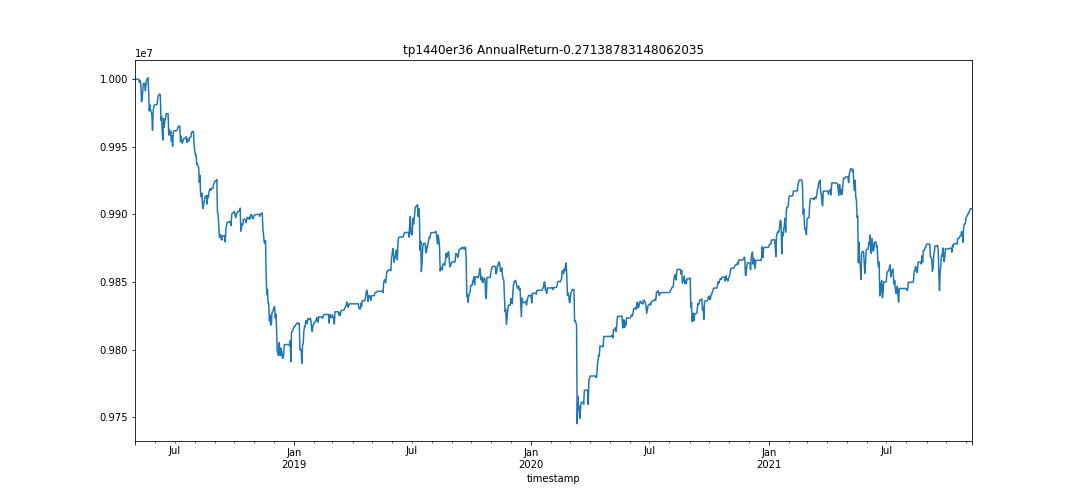 tp1440er36 AnnualReturn-0.27138783148062035
1e7
1.000
0.995
0.990
0.985
0.980
0.975
Jul Jan Jul Jan Jul Jan Jul
2019 2020 2021
timestamp